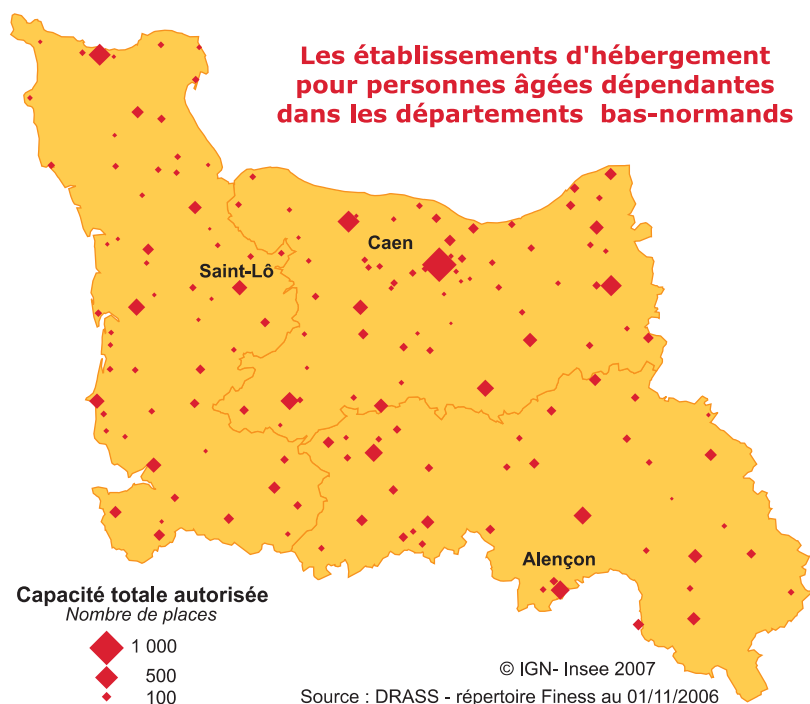 Les établissements d'hébergement
pour personnes âgées dépendantes
dans les départements bas-normands
Caen
Saint-Lô
Alençon
Capacité totale autorisée
Nombre de places
1 000
500
100
© IGN- Insee 2007
Source : DRASS - répertoire Finess au 01/11/2006